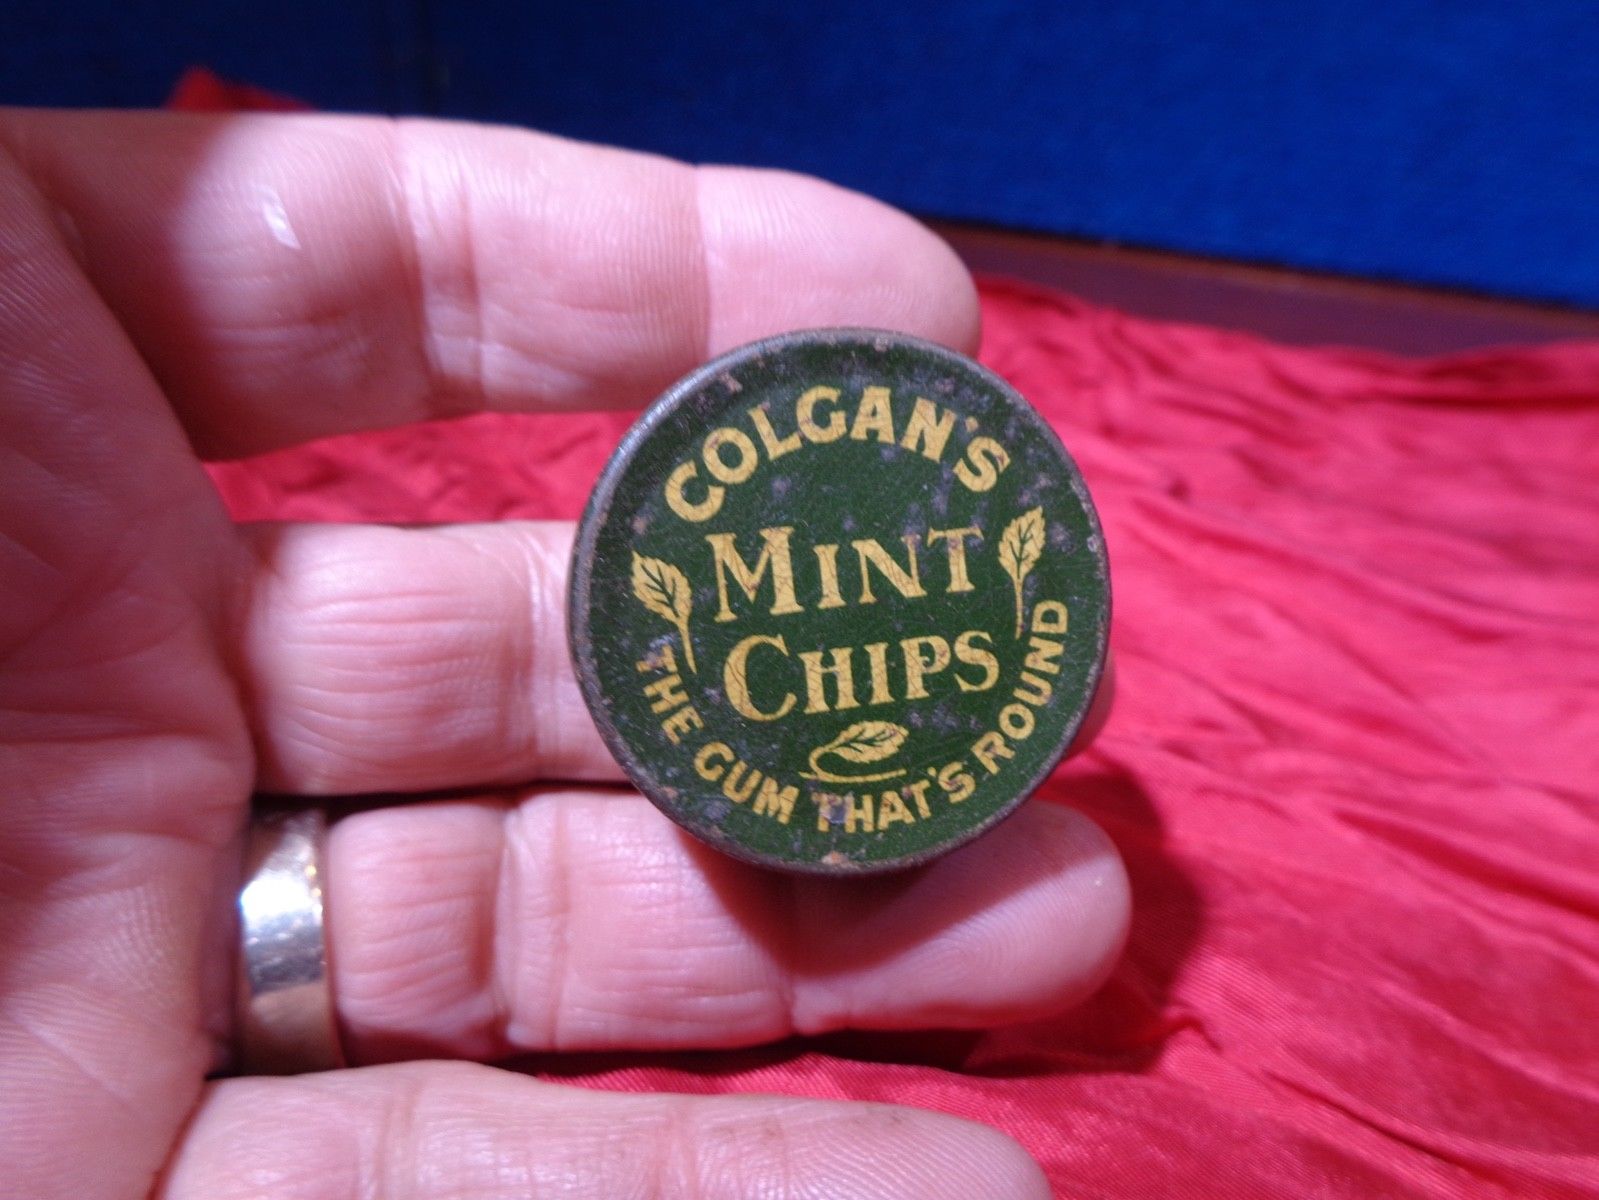 COLGAN'S
MINT
CHIPS
THE GUM THAT'S ROUND